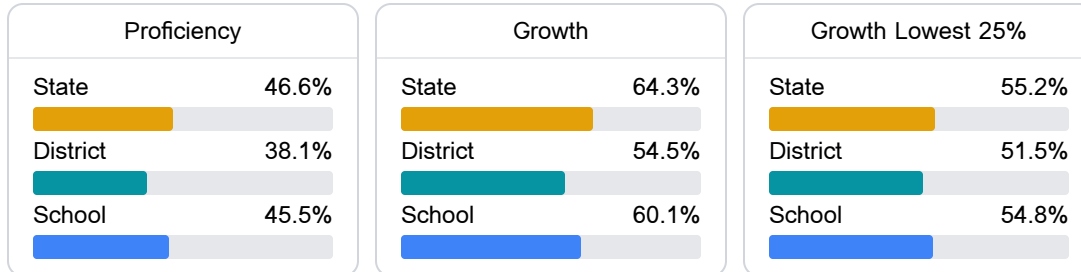 Proficiency
State 46.6%
District 38.1%
School 45.5%
Growth
State 64.3%
District 54.5%
School 60.1%
Growth Lowest 25%
State 55.2%
District 51.5%
School 54.8%